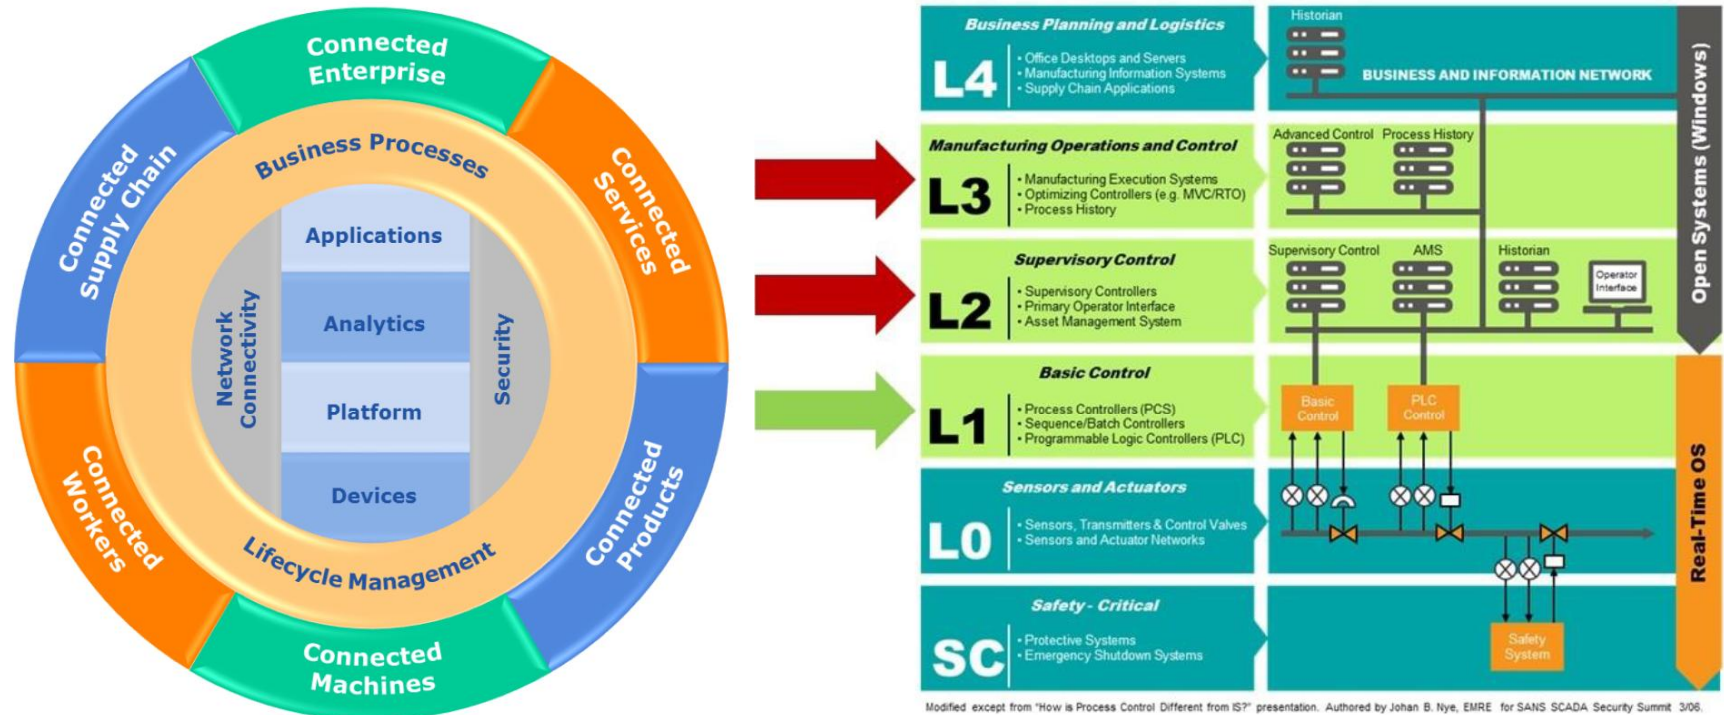 Connected
Enterprise
Connected
Services
Connected
Products
Connected
Machines
Connected
Workers
Connected
Supply Chain
Business Processes
Lifecycle Management
Network
Connectivity
Applications
Analytics
Platform
Devices
Security
Business Planning and Logistics
L4
• Office Desktops and Servers
• Manufacturing Information Systems
• Supply Chain Applications
Historian
BUSINESS AND INFORMATION NETWORK
Manufacturing Operations and Control
L3
• Manufacturing Execution Systems
• Optimizing Controllers (e.g. MVC/RTO)
• Process History
Advanced Control
Process History
Supervisory Control
L2
• Supervisory Controllers
• Primary Operator Interface
• Asset Management System
Supervisory Control
AMS
Historian
Operator
Interface
Basic Control
L1
• Process Controllers (PCS)
• Sequence/Batch Controllers
• Programmable Logic Controllers (PLC)
Basic
Control
PLC
Control
Sensors and Actuators
L0
• Sensors, Transmitters & Control Valves
• Sensors and Actuator Networks
Safety - Critical
SC
• Protective Systems
• Emergency Shutdown Systems
Safety
System
Open Systems (Windows)
Real-Time OS
Modified except from "How is Process Control Different from IS?" presentation. Authored by Johan B. Nye, EMRE for SANS SCADA Security Summit 3/06.